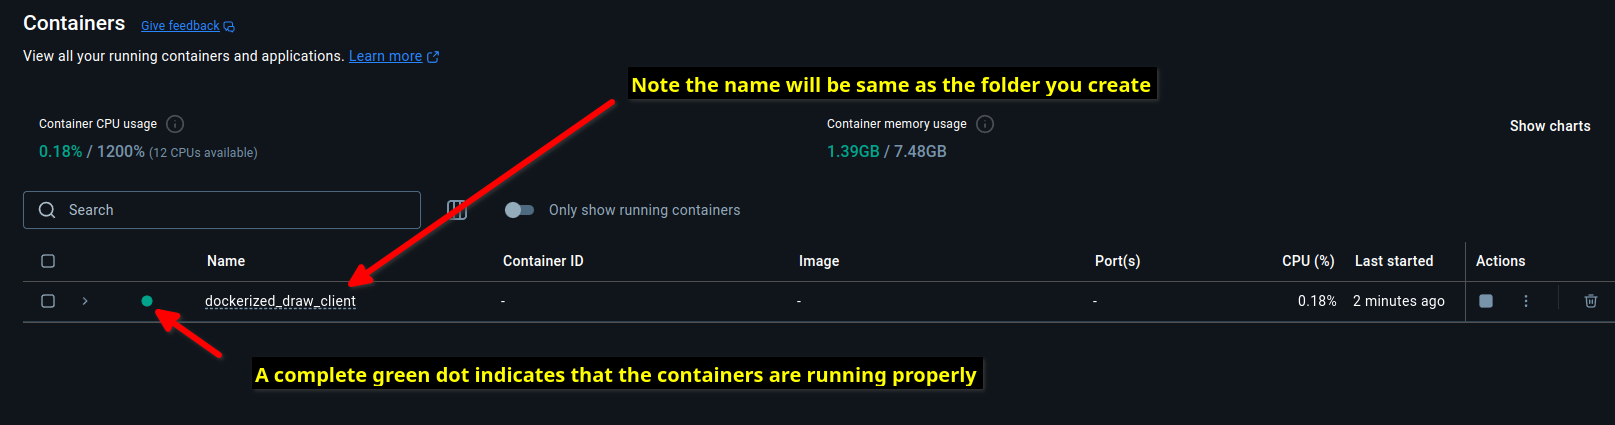 Containers Give feedback
View all your running containers and applications. Learn more
Note the name will be same as the folder you create
Container CPU usage
0.18% / 1200% (12 CPUs available)
Container memory usage
1.39GB / 7.48GB
Show charts
Search
Only show running containers
Name Container ID Image Port(s) CPU (%) Last started Actions
dockerized_draw_client - - - 0.18% 2 minutes ago
A complete green dot indicates that the containers are running properly